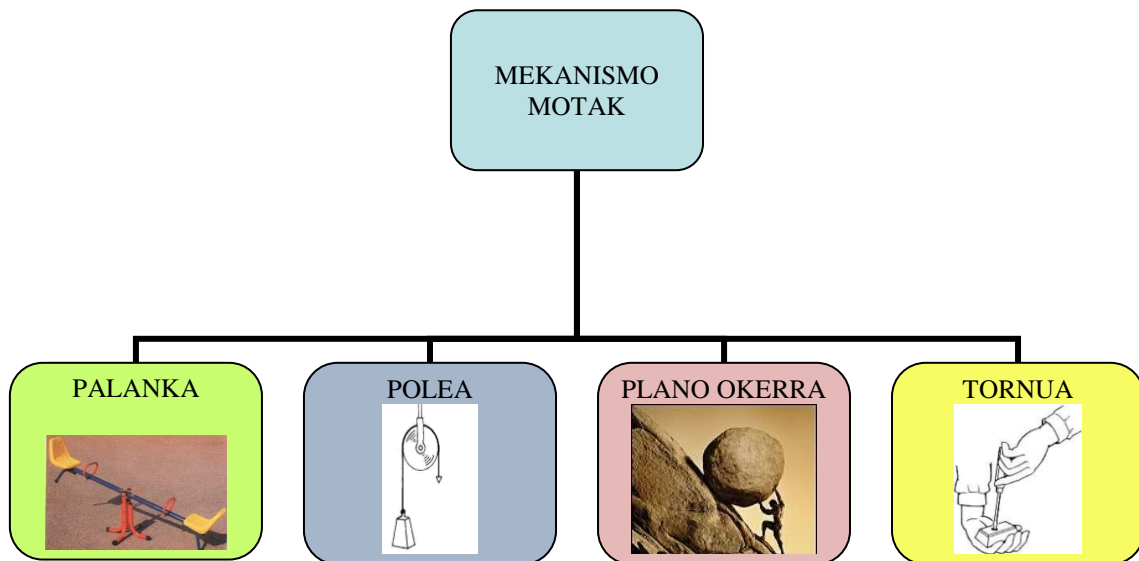 MEKANISMO
MOTAK
PALANKA
POLEA
PLANO OKERRA
TORNUA